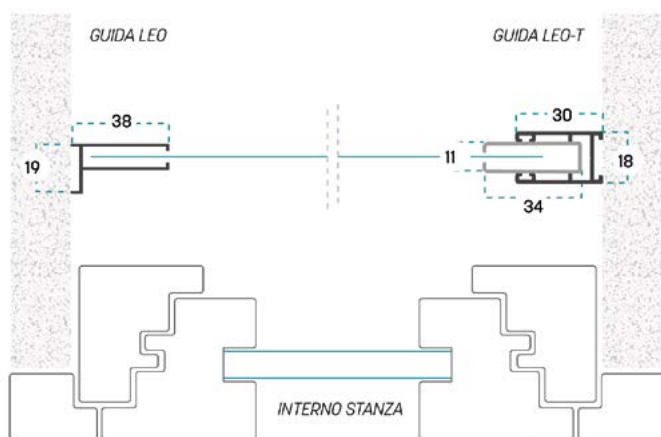 GUIDA LEO
GUIDA LEO-T
38
30
19
11
18
34
INTERNO STANZA